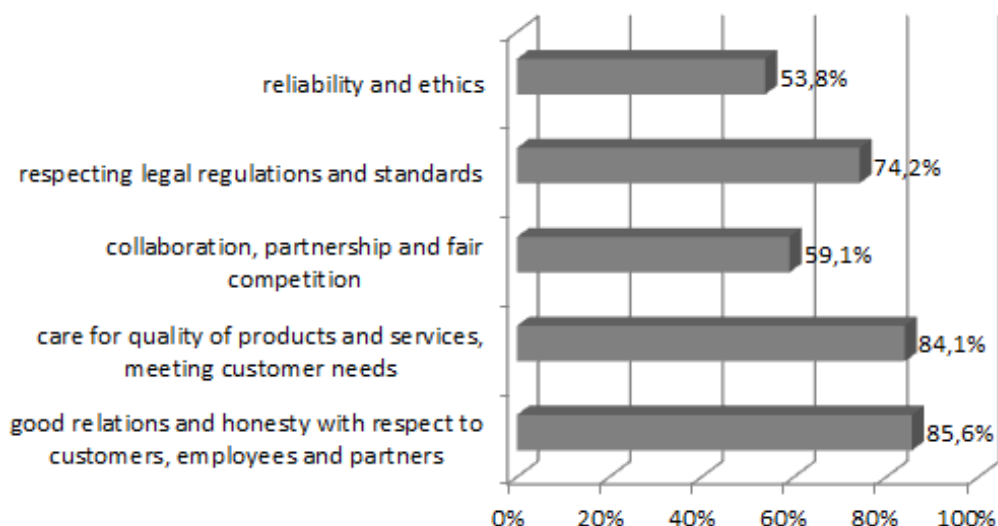 reliability and ethics
53,8%
respecting legal regulations and standards
74,2%
collaboration, partnership and fair
competition
59,1%
care for quality of products and services,
meeting customer needs
84,1%
good relations and honesty with respect to
customers, employees and partners
85,6%
0% 20% 40% 60% 80% 100%